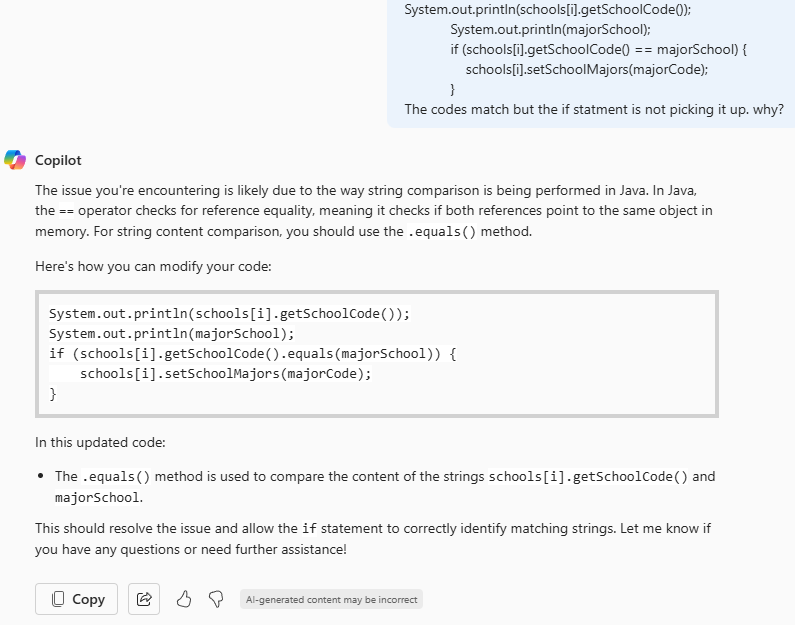 System.out.println(schools[i].getSchoolCode());
System.out.println(majorSchool);
if (schools[i].getSchoolCode() == majorSchool) {
schools[i].setSchoolMajors(majorCode);
}
The codes match but the if statment is not picking it up. why?
Copilot
The issue you're encountering is likely due to the way string comparison is being performed in Java. In Java,
the == operator checks for reference equality, meaning it checks if both references point to the same object in
memory. For string content comparison, you should use the .equals() method.
Here's how you can modify your code:
System.out.println(schools[i].getSchoolCode());
System.out.println(majorSchool);
if (schools[i].getSchoolCode().equals(majorSchool)) {
    schools[i].setSchoolMajors(majorCode);
}
In this updated code:
• The .equals() method is used to compare the content of the strings schools[i].getSchoolCode() and
majorSchool.
This should resolve the issue and allow the if statement to correctly identify matching strings. Let me know if
you have any questions or need further assistance!
Copy
AI-generated content may be incorrect